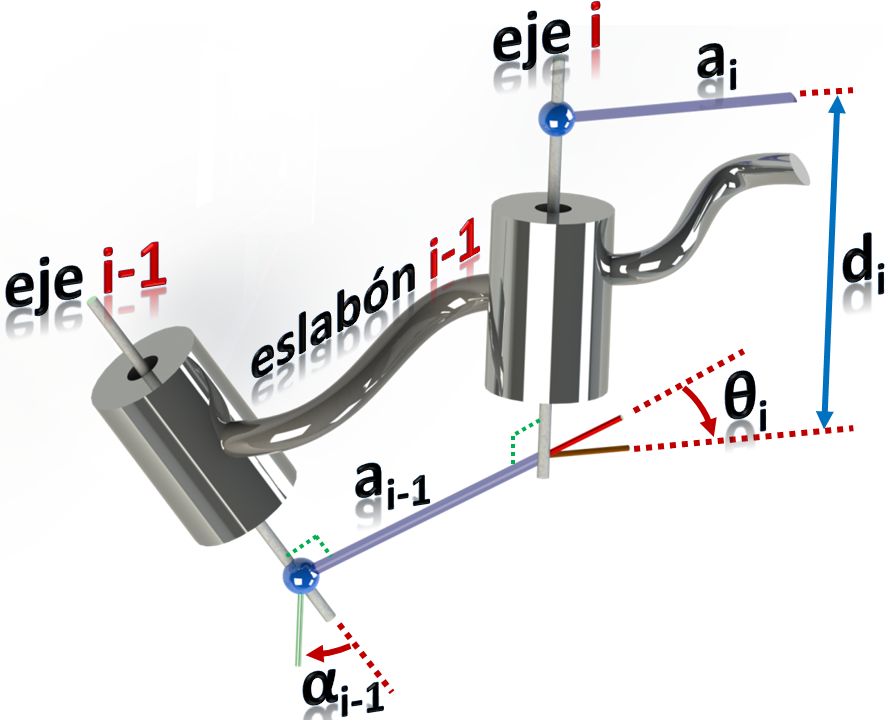 eje i
a_i
eje i-1
eslabón i-1
d_i
θ_i
a_i-1
α_i-1